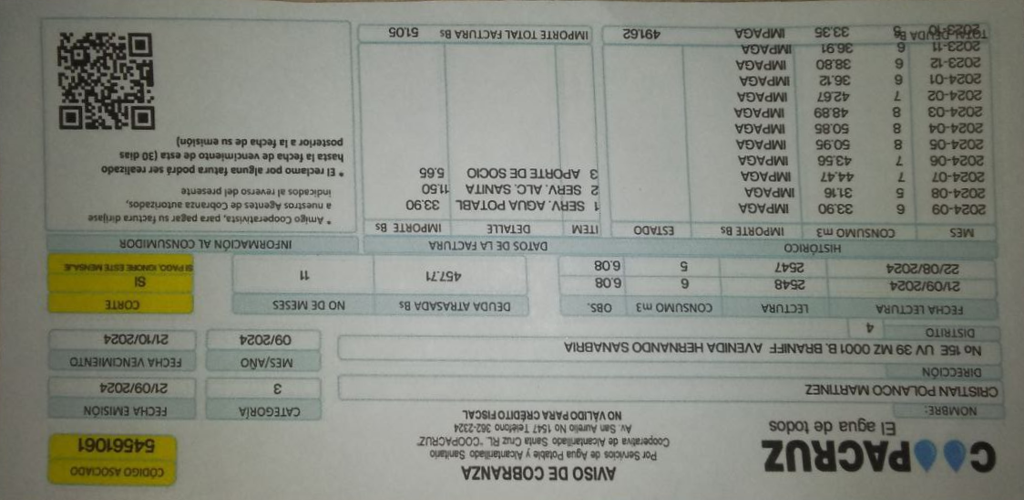 COOPACRUZ
El agua de todos
AVISO DE COBRANZA
Por Servicios de Agua Potable y Alcantarilado Sanitario
Cooperativa de Alcantarilado Santa Cruz RL. "COOPACRUZ"
Av. San Aurelio No 1547 Telefono 362-2324
NO VÁLIDO PARA CRÉDITO FISCAL
CÓDIGO ASOCIADO
54561061
NOMBRE:
CRISTIAN POLANCO MARTINEZ
CATEGORÍA
3
FECHA EMISIÓN
21/09/2024
DIRECCIÓN
No 15E UV 39 MZ 0001 B. BRANIFF AVENIDA HERNANDO SANABRIA
MES/AÑO
09/2024
FECHA VENCIMIENTO
21/10/2024
DISTRITO
4
FECHA LECTURA LECTURA CONSUMO m3 OBS.
21/09/2024 2548 6 6.08
22/08/2024 2547 5 6.08
DEUDA ATRASADA Bs NO DE MESES
457.71 11
CORTE
SI
SI PAGO, IGNORE ESTE MENSAJE
HISTÓRICO
MES CONSUMO m3 IMPORTE Bs ESTADO
2024-09 6 33.90 IMPAGA
2024-08 5 31.16 IMPAGA
2024-07 7 44.47 IMPAGA
2024-06 7 43.56 IMPAGA
2024-05 8 50.95 IMPAGA
2024-04 8 50.85 IMPAGA
2024-03 8 48.89 IMPAGA
2024-02 7 42.67 IMPAGA
2024-01 6 36.12 IMPAGA
2023-12 6 38.80 IMPAGA
2023-11 6 36.91 IMPAGA
2023-10 33.35 IMPAGA
TOTAL DEUDA Bs 491.62
DATOS DE LA FACTURA
ITEM DETALLE IMPORTE Bs
1 SERV. AGUA POTABL 33.90
2 SERV. ALC. SANITA 11.50
3 APORTE DE SOCIO 5.65
IMPORTE TOTAL FACTURA Bs 51.05
INFORMACIÓN AL CONSUMIDOR
* Amigo Cooperativista, para pagar su factura diríjase
a nuestros Agentes de Cobranza autorizados,
indicados al reverso del presente
* El reclamo por alguna fatura podrá ser realizado
hasta la fecha de vencimiento de esta (30 días
posterior a la fecha de su emisión)